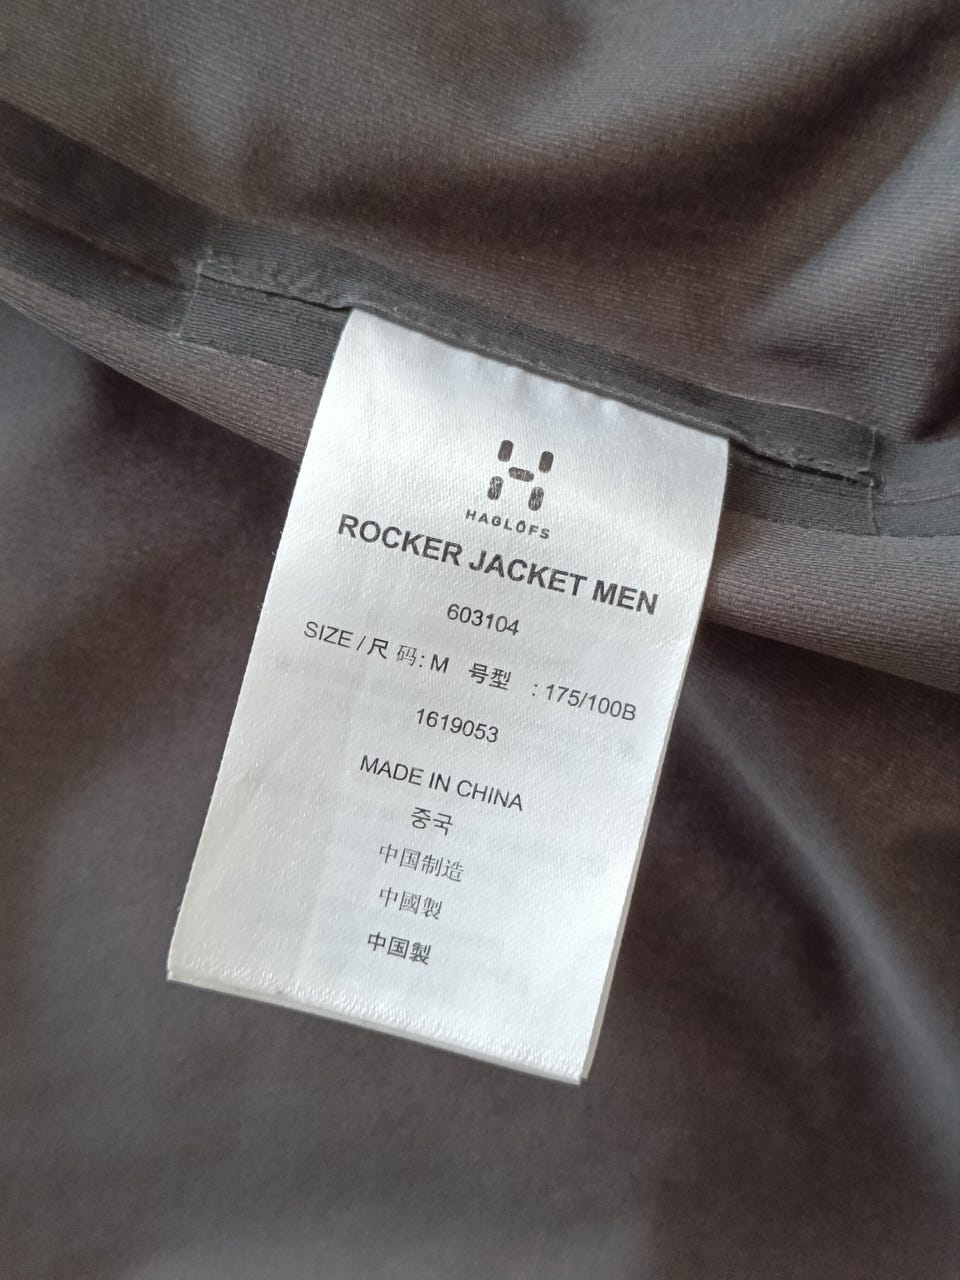 HAGLÖFS
ROCKER JACKET MEN
603104
SIZE / 尺 码: M 号型 : 175/100B
1619053
MADE IN CHINA
중국
中国制造
中國製
中国製